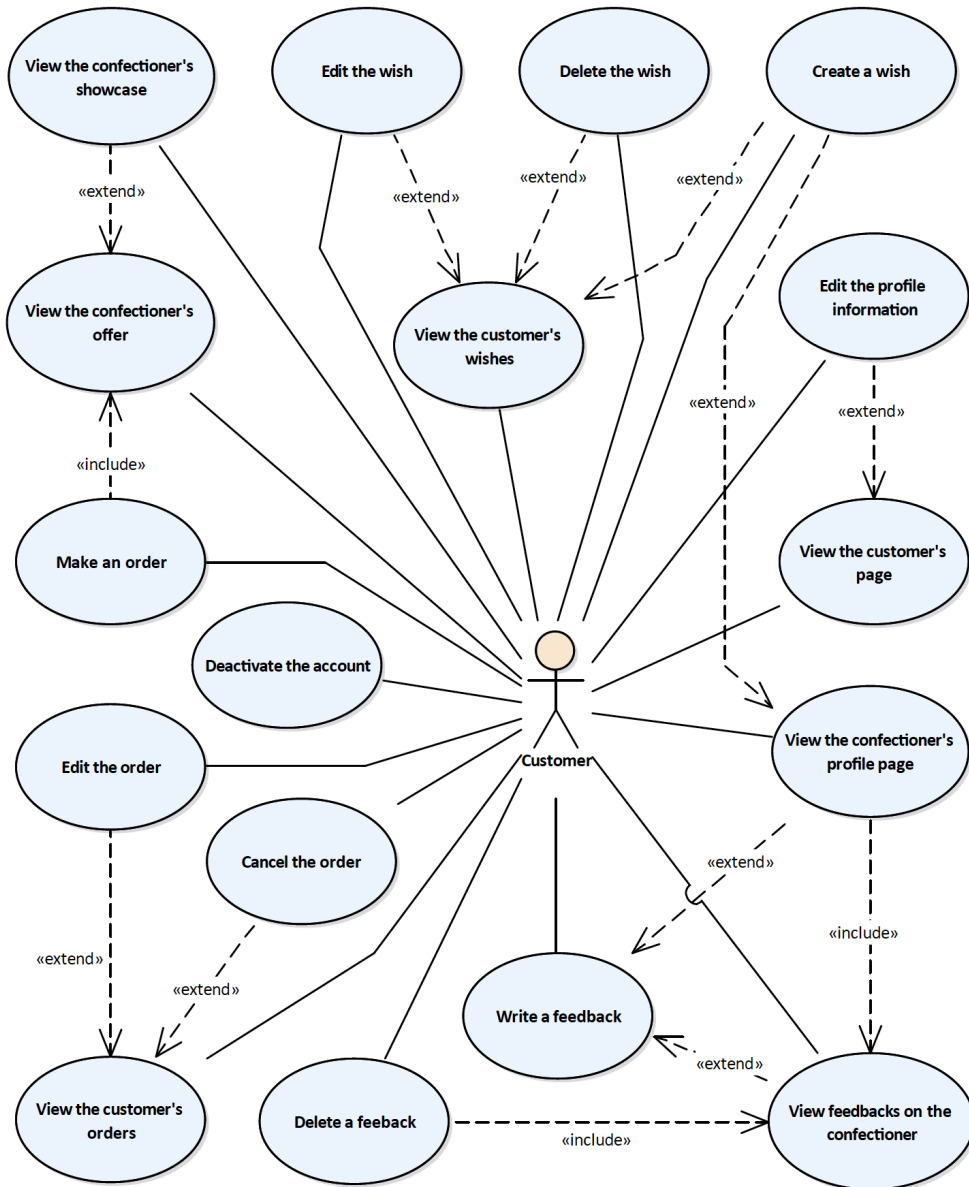 View the confectioner's
showcase
Edit the wish
Delete the wish
Create a wish
«extend»
«extend»
«extend»
«extend»
View the confectioner's
offer
View the customer's
wishes
Edit the profile
information
«extend»
«extend»
«include»
Make an order
View the customer's
page
Deactivate the account
Edit the order
Customer
View the confectioner's
profile page
Cancel the order
«extend»
«include»
«extend»
«extend»
Write a feedback
«extend»
View the customer's
orders
Delete a feeback
«include»
View feedbacks on the
confectioner